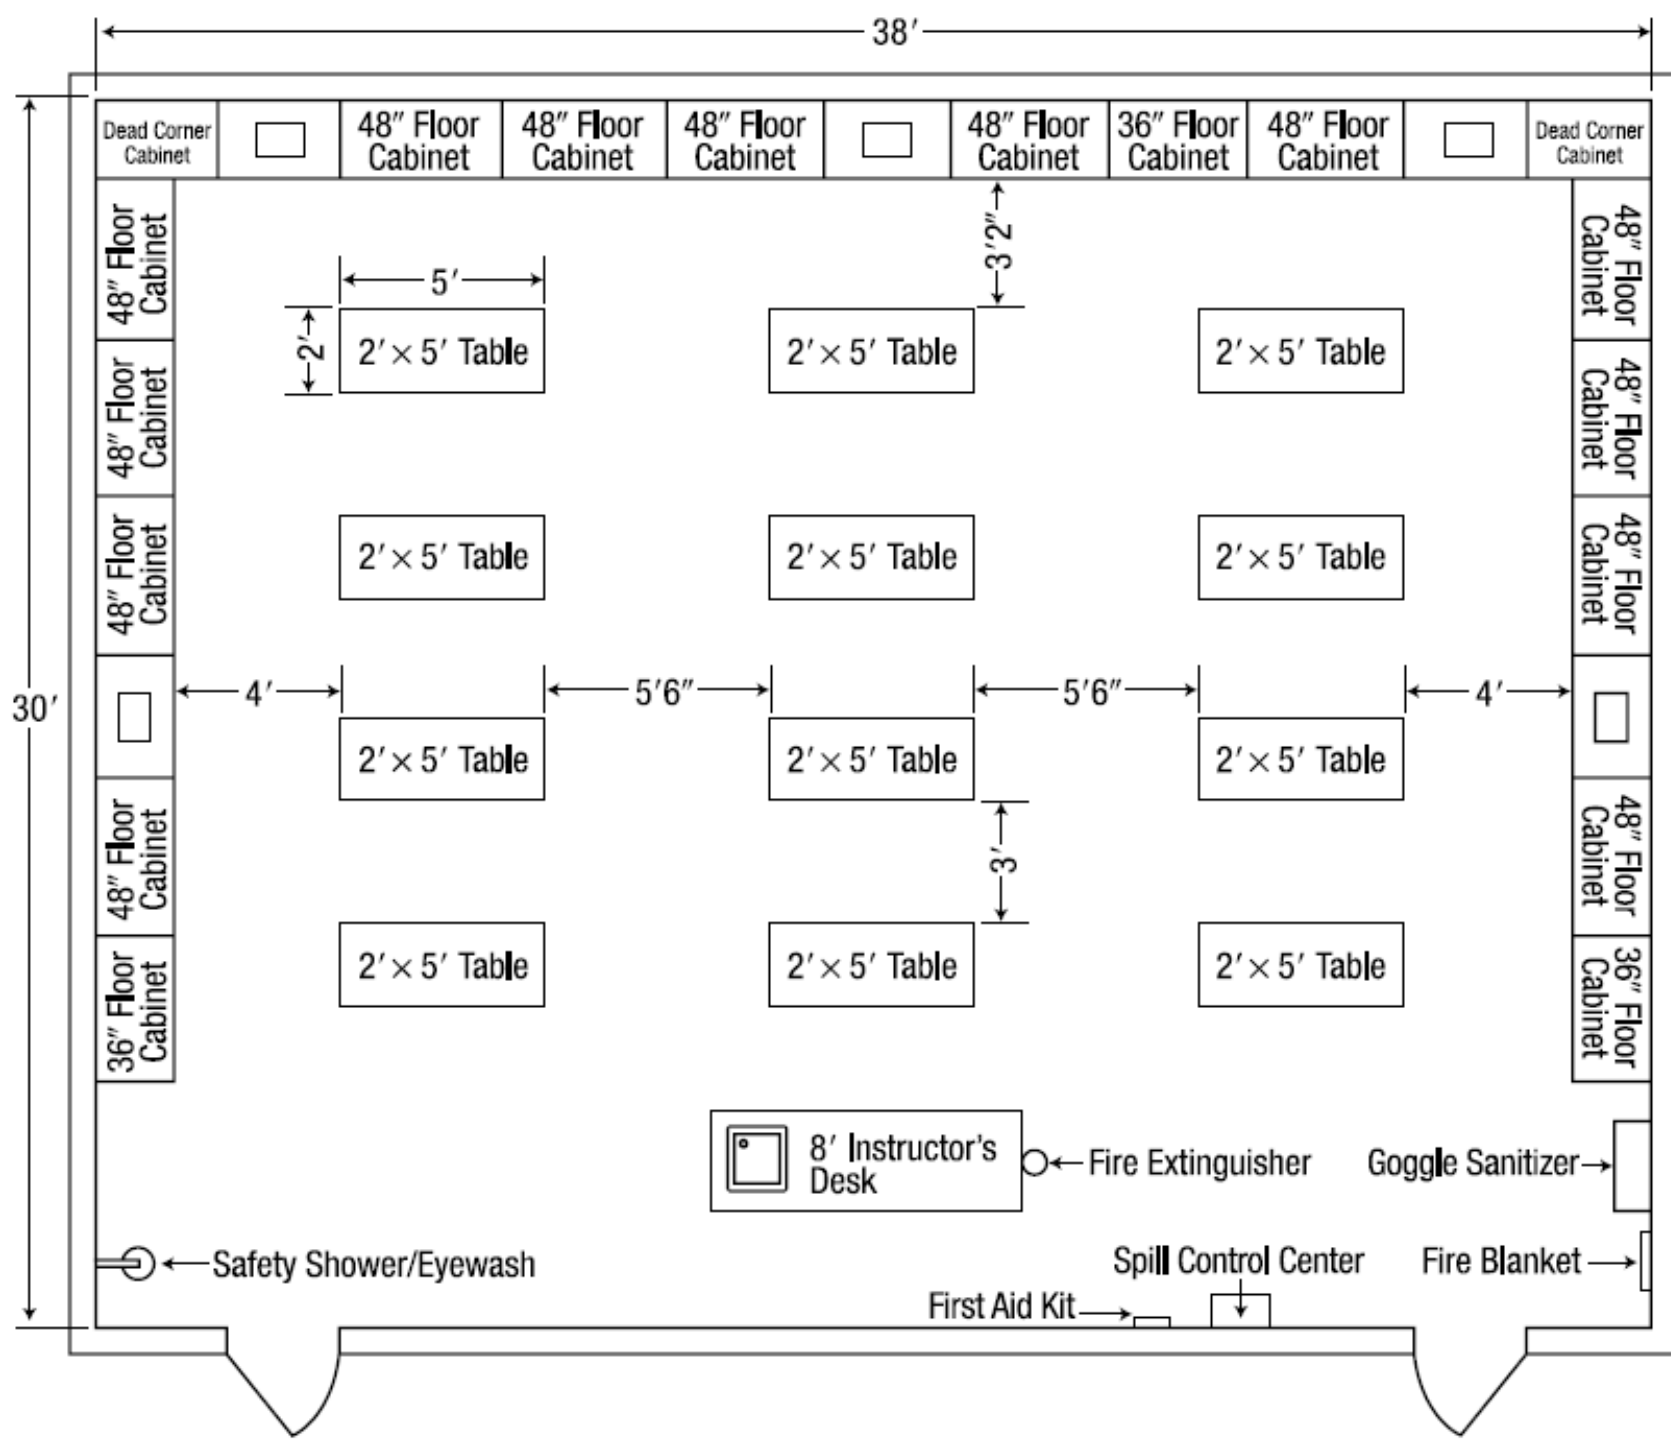 38′
Dead Corner
Cabinet
48″ Floor
Cabinet
48″ Floor
Cabinet
48″ Floor
Cabinet
48″ Floor
Cabinet
36″ Floor
Cabinet
48″ Floor
Cabinet
Dead Corner
Cabinet
48″ Floor
Cabinet
48″ Floor
Cabinet
3′2″
5′
2′
2′ × 5′ Table
2′ × 5′ Table
2′ × 5′ Table
48″ Floor
Cabinet
48″ Floor
Cabinet
48″ Floor
Cabinet
2′ × 5′ Table
2′ × 5′ Table
2′ × 5′ Table
48″ Floor
Cabinet
30′
4′
5′6″
5′6″
4′
2′ × 5′ Table
2′ × 5′ Table
2′ × 5′ Table
48″ Floor
Cabinet
3′
48″ Floor
Cabinet
36″ Floor
Cabinet
2′ × 5′ Table
2′ × 5′ Table
2′ × 5′ Table
36″ Floor
Cabinet
8′ Instructor's
Desk
Fire Extinguisher
Goggle Sanitizer
Safety Shower/Eyewash
Spill Control Center
Fire Blanket
First Aid Kit